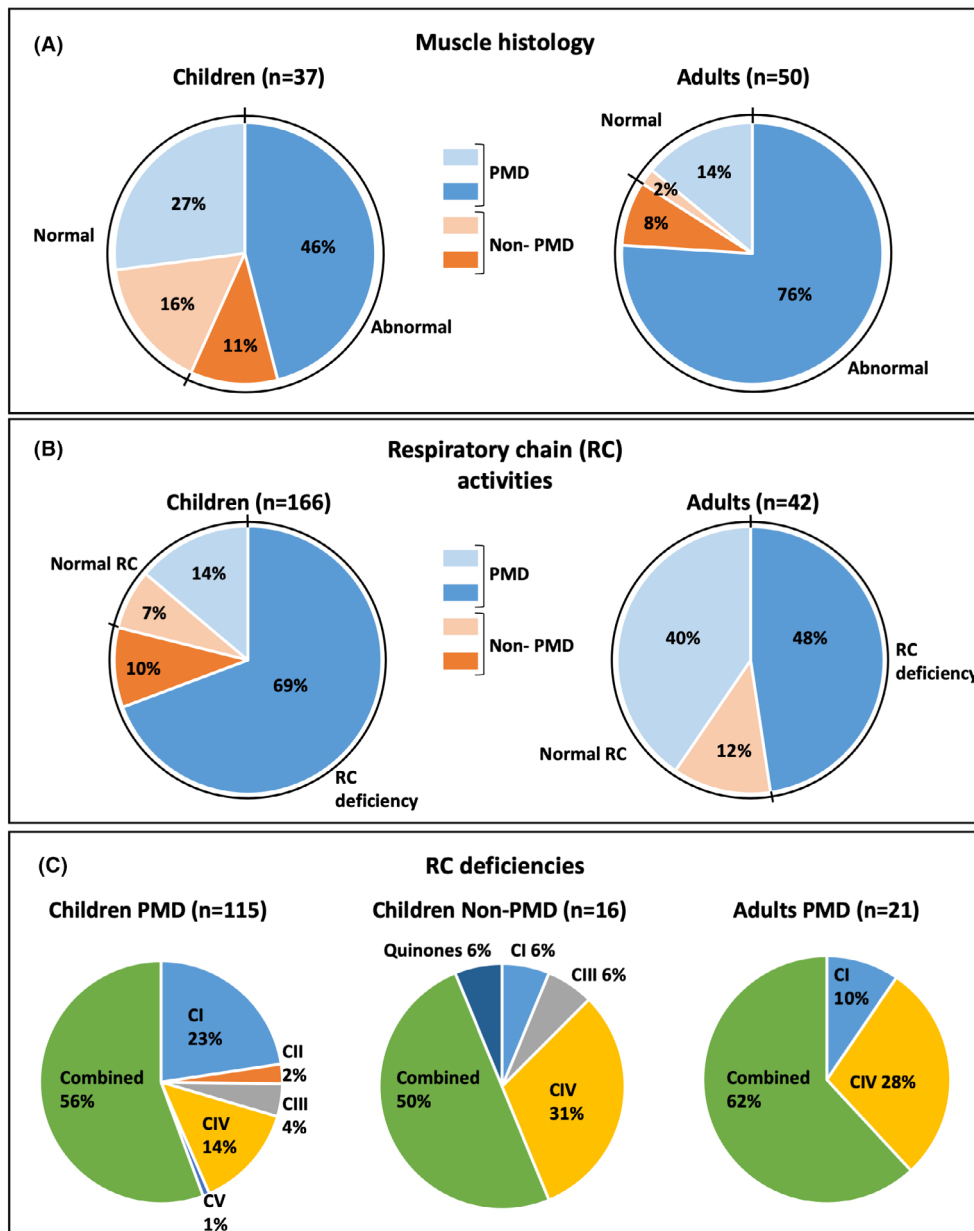 (A)
Muscle histology
Children (n=37)
Adults (n=50)
Normal
27%
46%
16%
11%
Abnormal
PMD
Non- PMD
Normal
14%
2%
8%
76%
Abnormal
(B)
Respiratory chain (RC)
activities
Children (n=166)
Adults (n=42)
Normal RC
14%
7%
10%
69%
RC
deficiency
PMD
Non- PMD
40%
48%
RC
deficiency
12%
Normal RC
(C)
RC deficiencies
Children PMD (n=115)
Children Non-PMD (n=16)
Adults PMD (n=21)
CI
23%
CII
2%
CIII
4%
CIV
14%
CV
1%
Combined
56%
Quinones 6%
CI 6%
CIII 6%
CIV
31%
Combined
50%
CI
10%
CIV 28%
Combined
62%